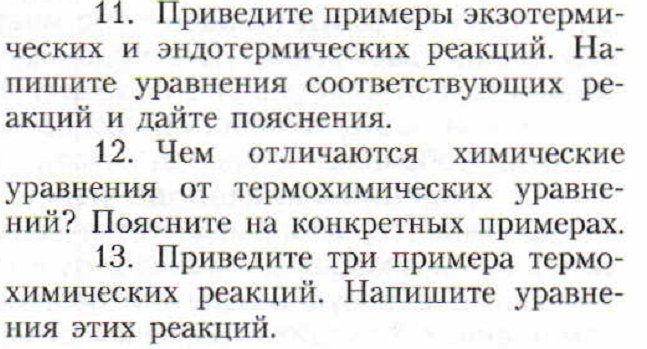 11. Приведите примеры экзотерми-
ческих и эндотермических реакций. На-
пишите уравнения соответствующих ре-
акций и дайте пояснения.
12. Чем отличаются химические
уравнения от термохимических уравне-
ний? Поясните на конкретных примерах.
13. Приведите три примера термо-
химических реакций. Напишите уравне-
ния этих реакций.